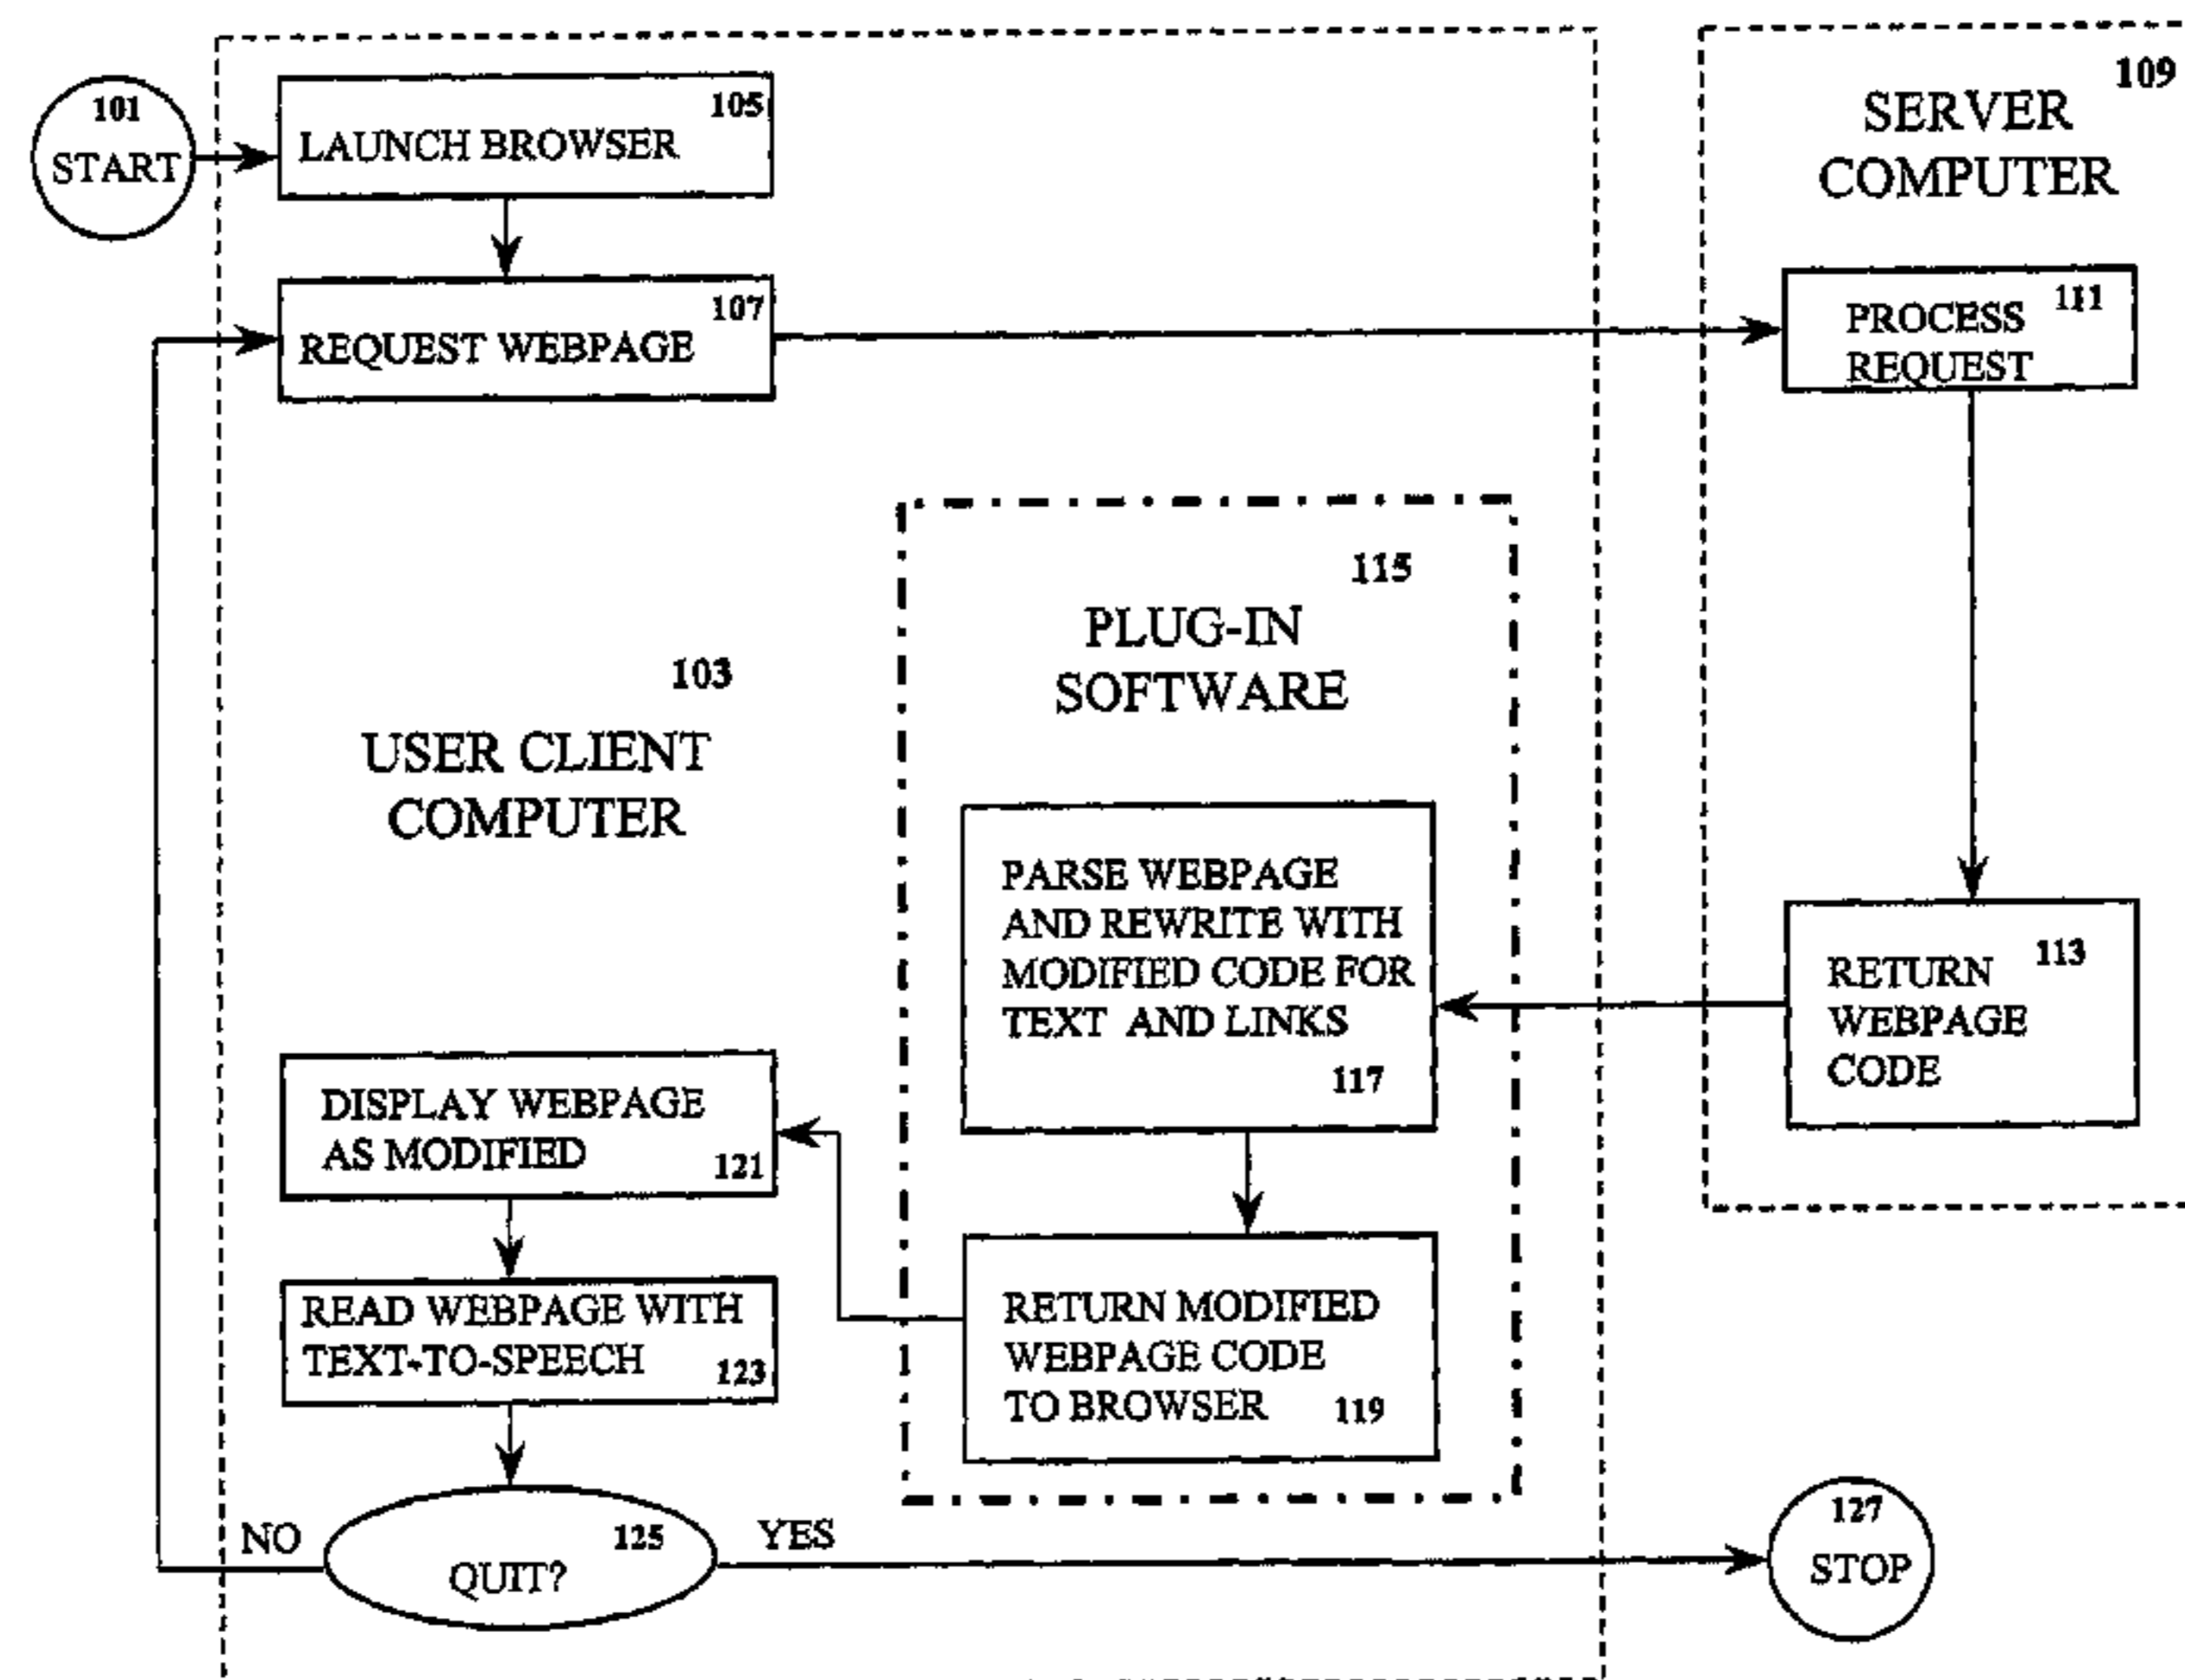 101
START
105
LAUNCH BROWSER
107
REQUEST WEBPAGE
109
SERVER
COMPUTER
111
PROCESS
REQUEST
113
RETURN
WEBPAGE
CODE
103
USER CLIENT
COMPUTER
115
PLUG-IN
SOFTWARE
PARSE WEBPAGE
AND REWRITE WITH
MODIFIED CODE FOR
TEXT AND LINKS
117
RETURN MODIFIED
WEBPAGE CODE
TO BROWSER 119
DISPLAY WEBPAGE
AS MODIFIED 121
READ WEBPAGE WITH
TEXT-TO-SPEECH 123
NO
125
QUIT?
YES
127
STOP